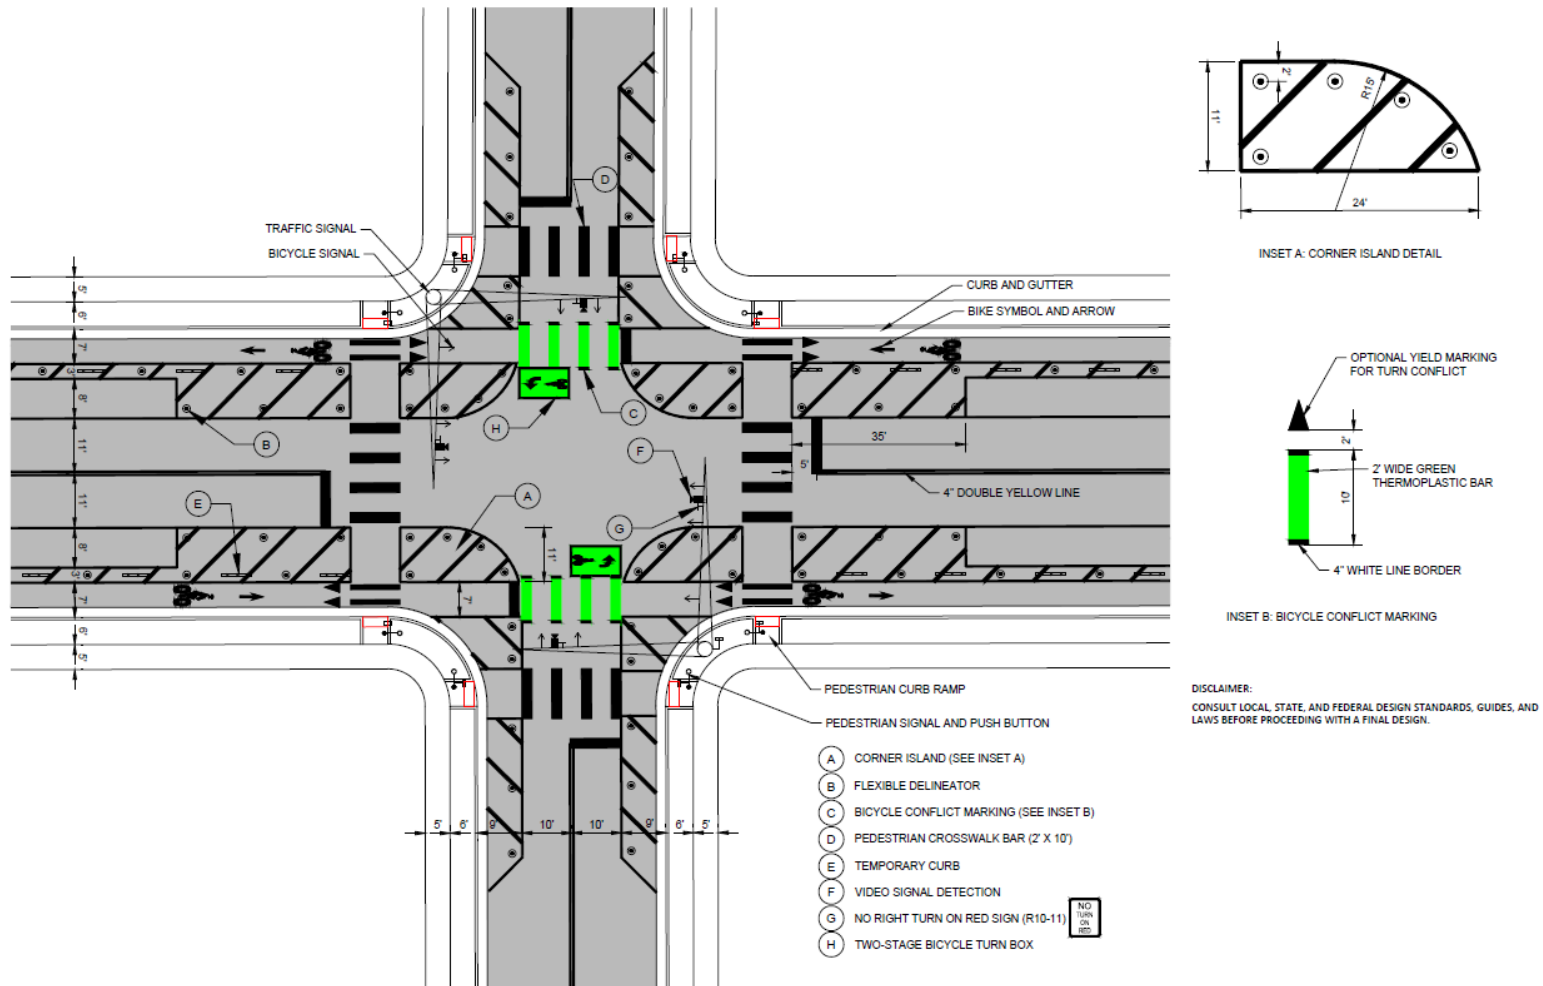 TRAFFIC SIGNAL
BICYCLE SIGNAL
5'
6'
7'
3'
8'
11'
11'
8'
3'
7'
6'
5'
D
CURB AND GUTTER
BIKE SYMBOL AND ARROW
B
H
C
F
35'
5'
4" DOUBLE YELLOW LINE
E
A
G
11'
7'
PEDESTRIAN CURB RAMP
PEDESTRIAN SIGNAL AND PUSH BUTTON
5'
6'
9'
10'
10'
9'
6'
5'
A CORNER ISLAND (SEE INSET A)
B FLEXIBLE DELINEATOR
C BICYCLE CONFLICT MARKING (SEE INSET B)
D PEDESTRIAN CROSSWALK BAR (2' X 10')
E TEMPORARY CURB
F VIDEO SIGNAL DETECTION
G NO RIGHT TURN ON RED SIGN (R10-11)
NO
TURN
ON
RED
H TWO-STAGE BICYCLE TURN BOX
2'
R15'
11'
24'
INSET A: CORNER ISLAND DETAIL
OPTIONAL YIELD MARKING
FOR TURN CONFLICT
2'
2' WIDE GREEN
THERMOPLASTIC BAR
10'
4" WHITE LINE BORDER
INSET B: BICYCLE CONFLICT MARKING
DISCLAIMER:
CONSULT LOCAL, STATE, AND FEDERAL DESIGN STANDARDS, GUIDES, AND
LAWS BEFORE PROCEEDING WITH A FINAL DESIGN.